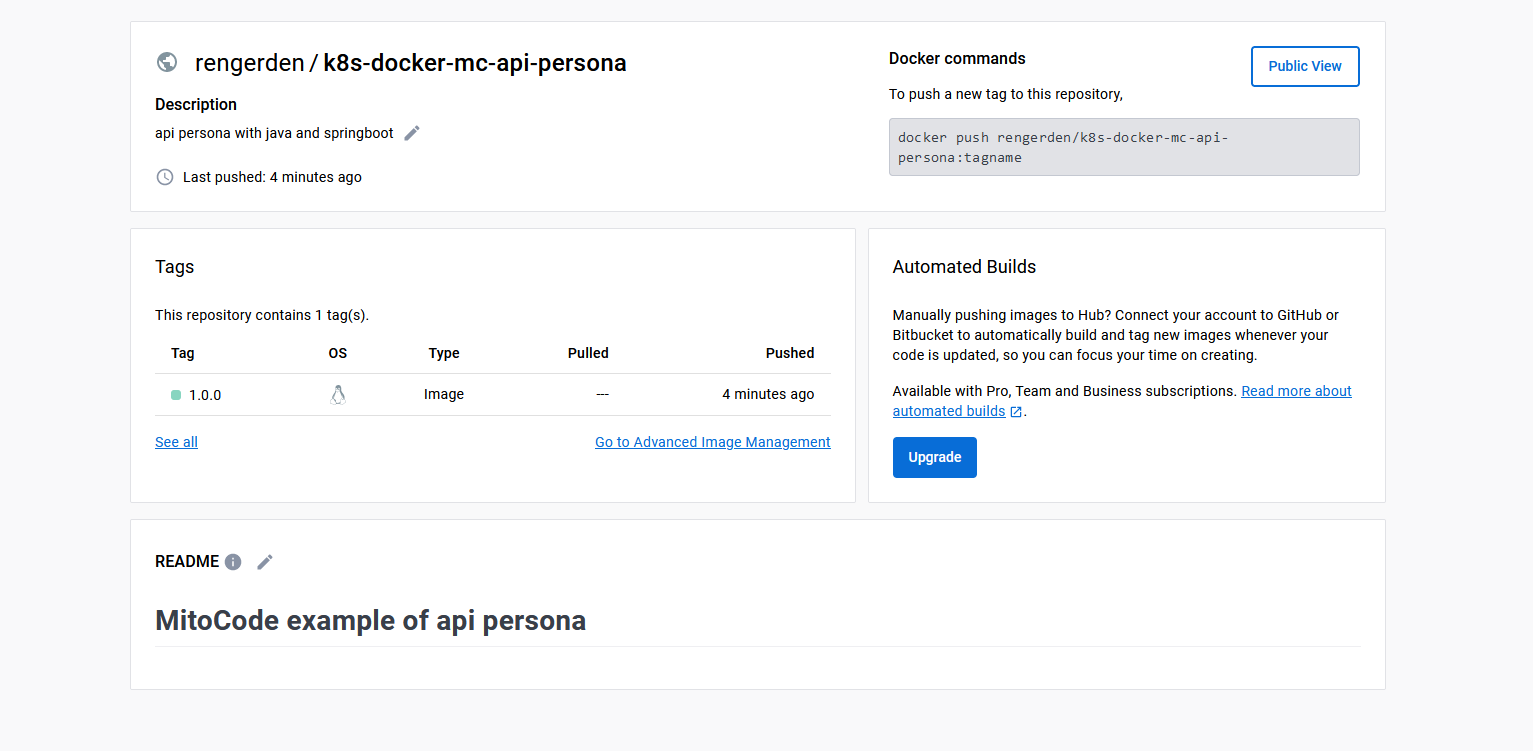 rengerden / k8s-docker-mc-api-persona
Description
api persona with java and springboot
Last pushed: 4 minutes ago
Docker commands
Public View
To push a new tag to this repository,
docker push rengerden/k8s-docker-mc-api-
persona:tagname
Tags
This repository contains 1 tag(s).
Tag OS Type Pulled Pushed
1.0.0 Image --- 4 minutes ago
See all Go to Advanced Image Management
Automated Builds
Manually pushing images to Hub? Connect your account to GitHub or
Bitbucket to automatically build and tag new images whenever your
code is updated, so you can focus your time on creating.
Available with Pro, Team and Business subscriptions. Read more about
automated builds .
Upgrade
README
MitoCode example of api persona